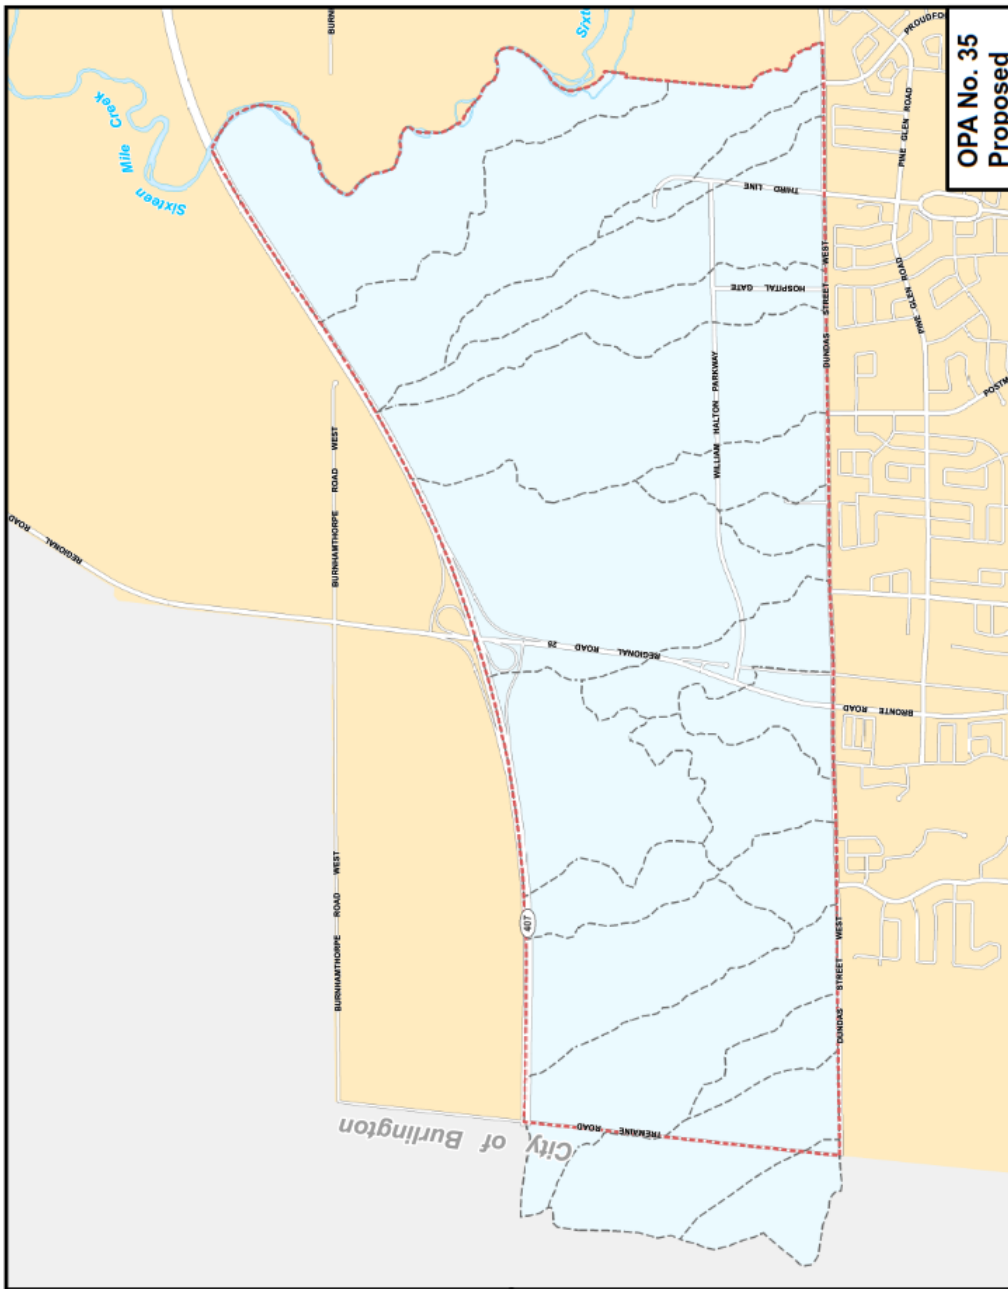 Sixteen
Mile
Creek
BURN
Sixt
PROUDFO
OPA No. 35
Proposed
PINE GLEN ROAD
THIRD LINE
HOSPITAL GATE
DUNDAS STREET WEST
PINE GLEN ROAD
WILLIAM HALTON PARKWAY
POSTM
BURNHAMTHORPE ROAD WEST
REGIONAL ROAD
REGIONAL ROAD 25
BRONTE ROAD
BURNHAMTHORPE ROAD WEST
407
DUNDAS STREET WEST
TREMAINE ROAD
City of Burlington